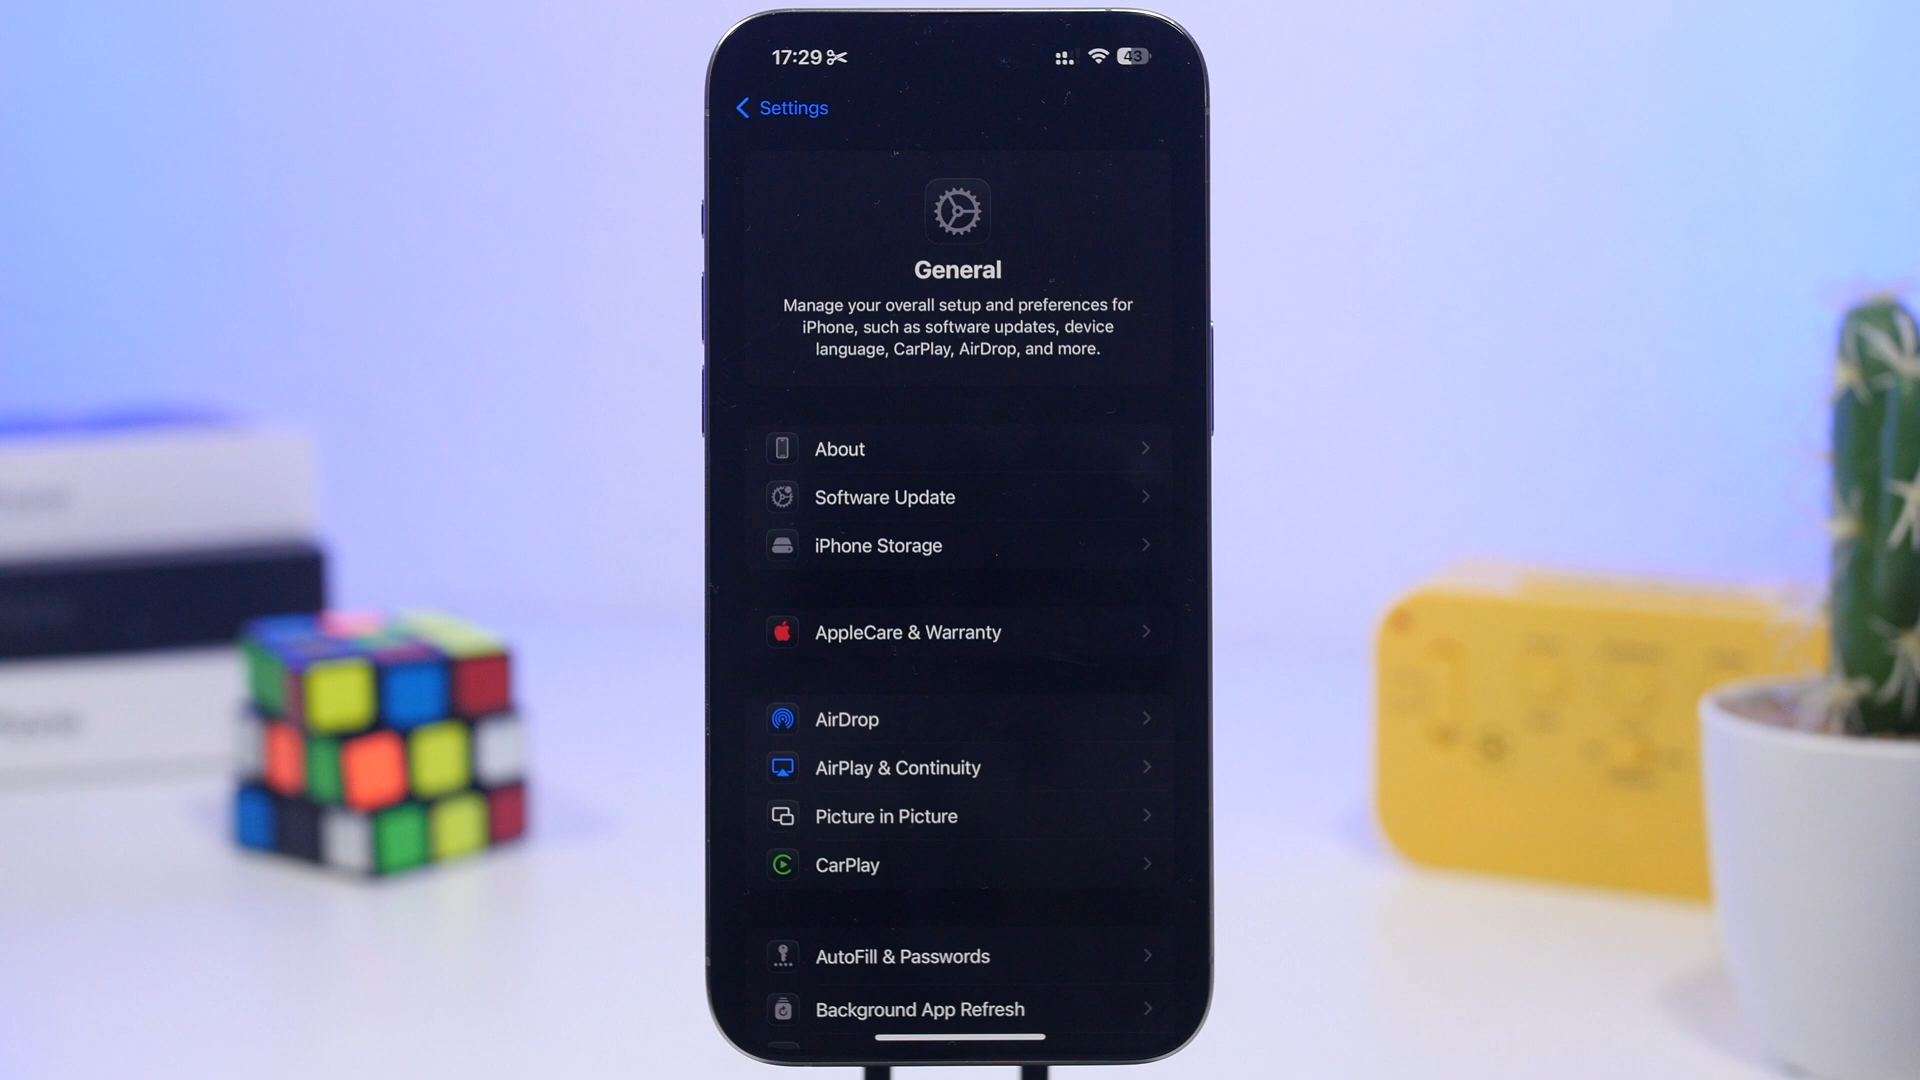 17:29
43
Settings
General
Manage your overall setup and preferences for
iPhone, such as software updates, device
language, CarPlay, AirDrop, and more.
About
Software Update
iPhone Storage
AppleCare & Warranty
AirDrop
AirPlay & Continuity
Picture in Picture
CarPlay
AutoFill & Passwords
Background App Refresh